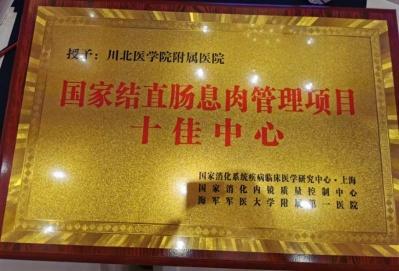 授予：川北医学院附属医院
国家结直肠息肉管理项目
十佳中心
国家消化系统疾病临床医学研究中心·上海
国家消化内镜质量控制中心
海军军医大学附属第一医院